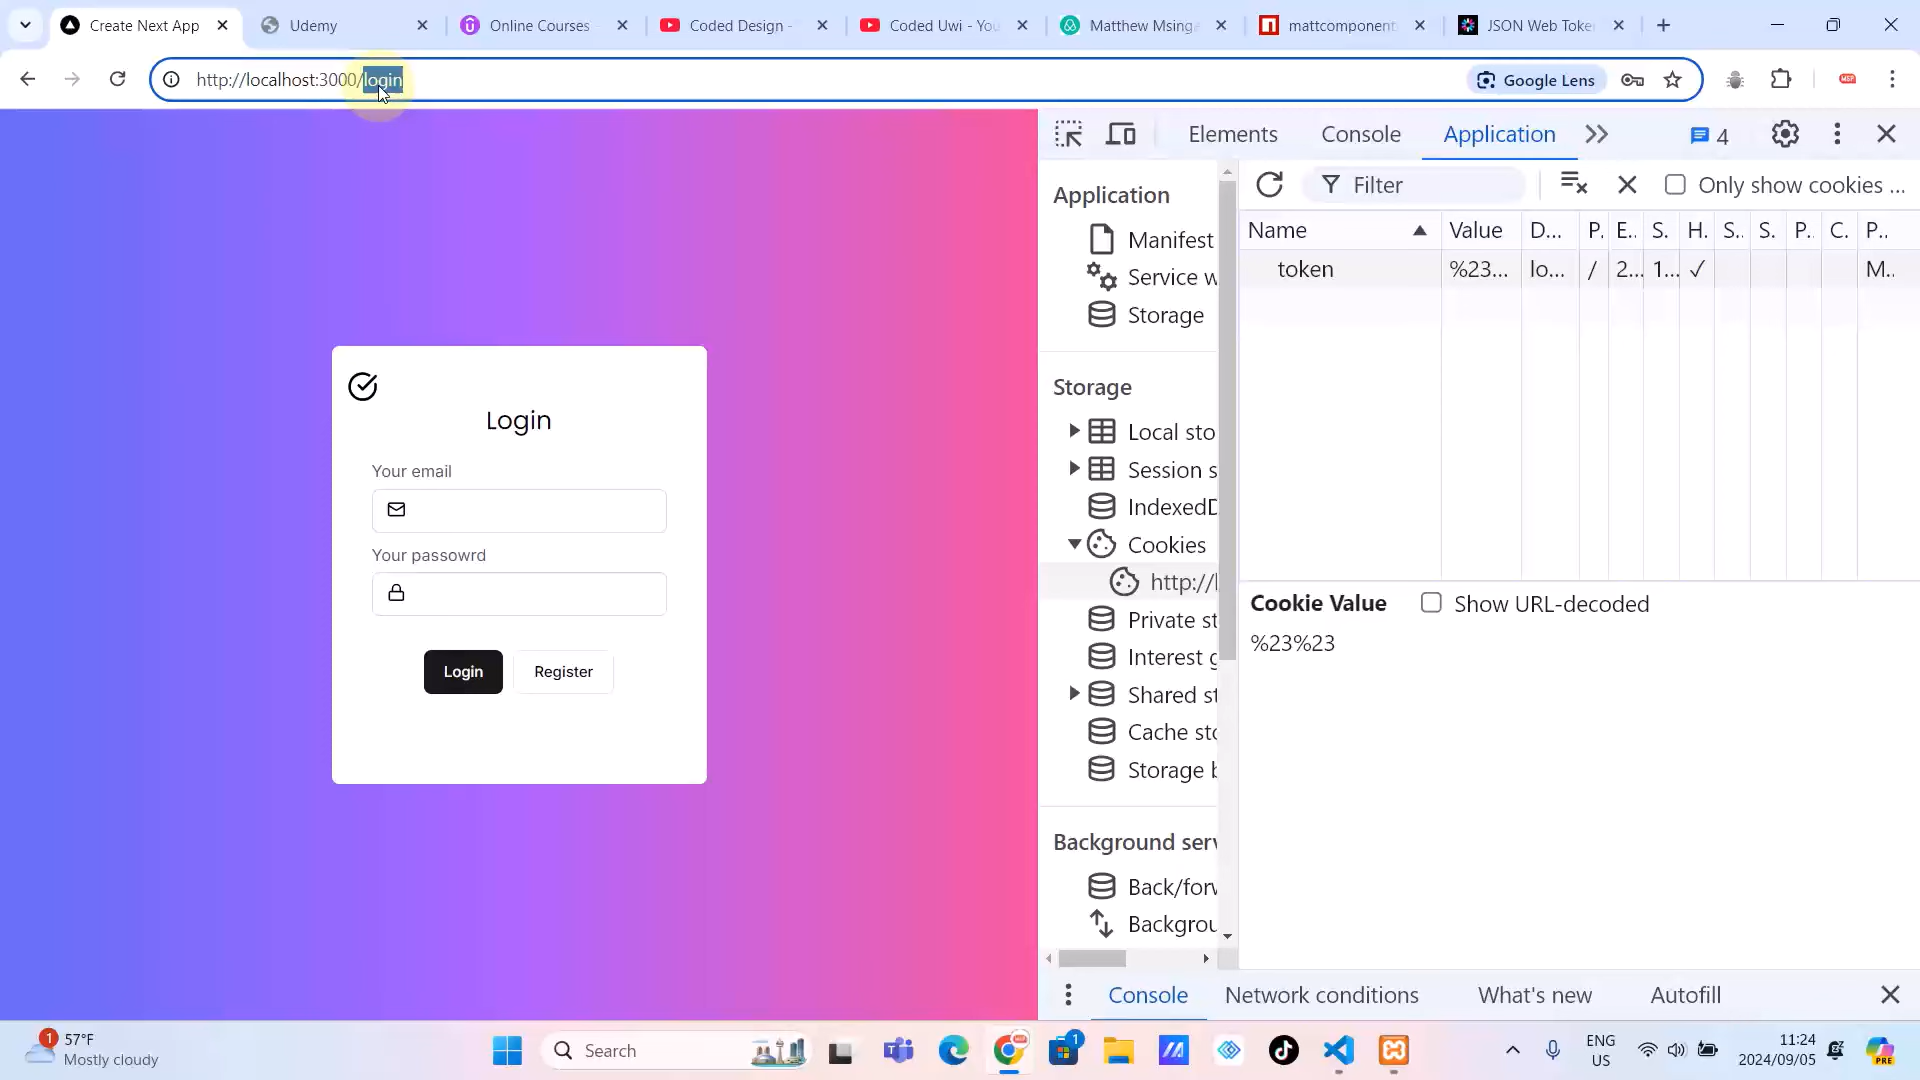 Create Next App
Udemy
Online Courses
Coded Design -
Coded Uwi - You
Matthew Msing
mattcomponent
JSON Web Toke
http://localhost:3000/login
Google Lens
Elements
Console
Application
4
Application
Manifest
Service w
Storage
Storage
Local sto
Session s
IndexedD
Cookies
http://l
Private st
Interest g
Shared st
Cache sto
Storage b
Background serv
Back/forv
Backgrou
Filter
Only show cookies ...
Name
Value
D...
P.
E..
S.
H.
S..
S.
P..
C.
P..
token
%23...
lo...
/
2...
1...
✓
M..
Cookie Value
Show URL-decoded
%23%23
Login
Your email
Your passowrd
Login
Register
Console
Network conditions
What's new
Autofill
1
57°F
Mostly cloudy
Search
1
ENG
US
11:24
2024/09/05
PRE